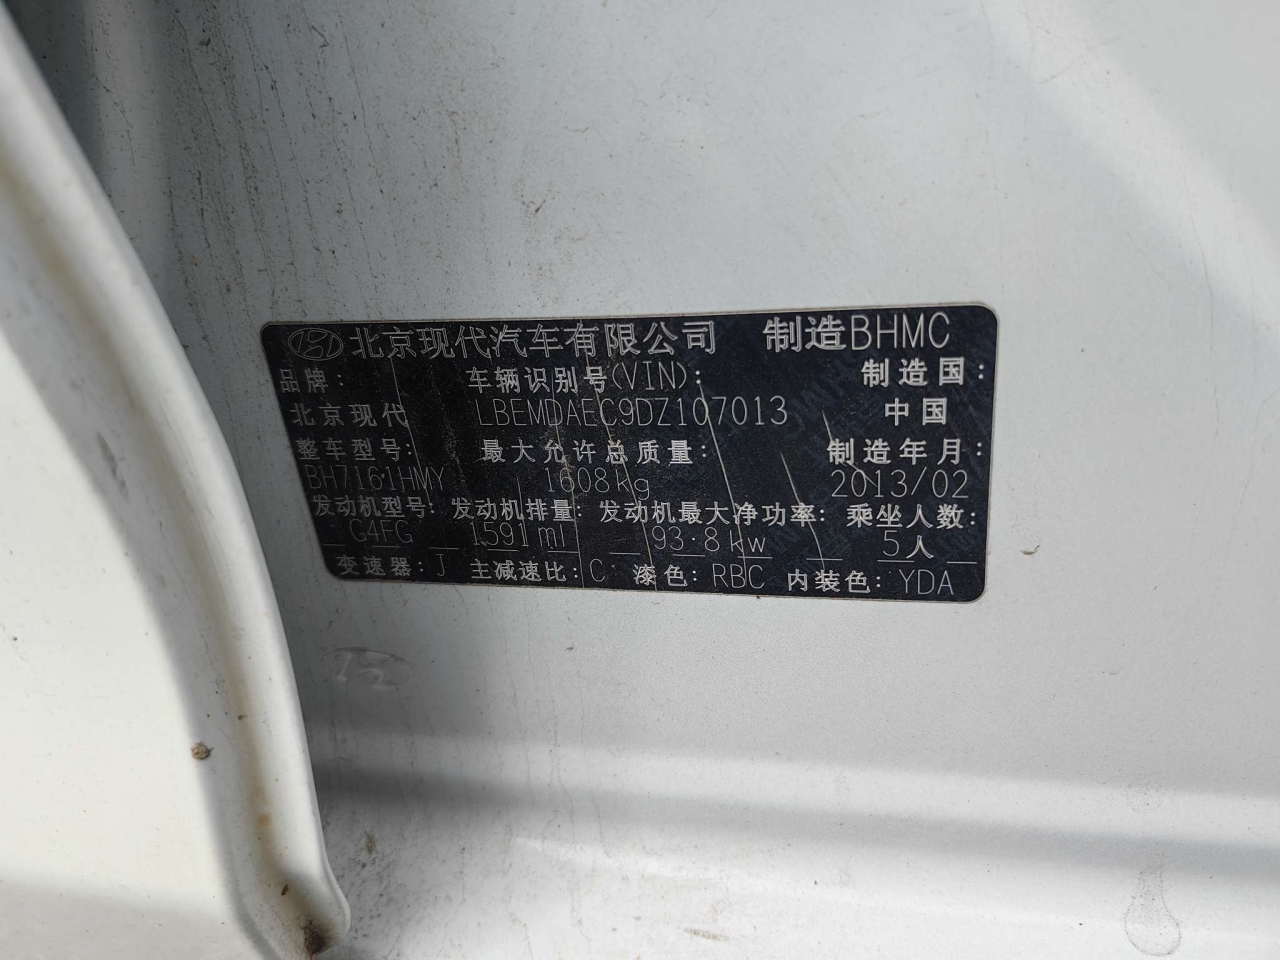 北京现代汽车有限公司 制造BHMC
品牌: 车辆识别号(VIN): 制造国:
北京现代 LBEMDAEC9DZ107013 中国
整车型号: 最大允许总质量: 制造年月:
BH7161HMY 1608kg 2013/02
发动机型号: 发动机排量: 发动机最大净功率: 乘坐人数:
G4FG 1591ml 93.8kw 5人
变速器: J 主减速比: C 漆色: RBC 内装色: YDA